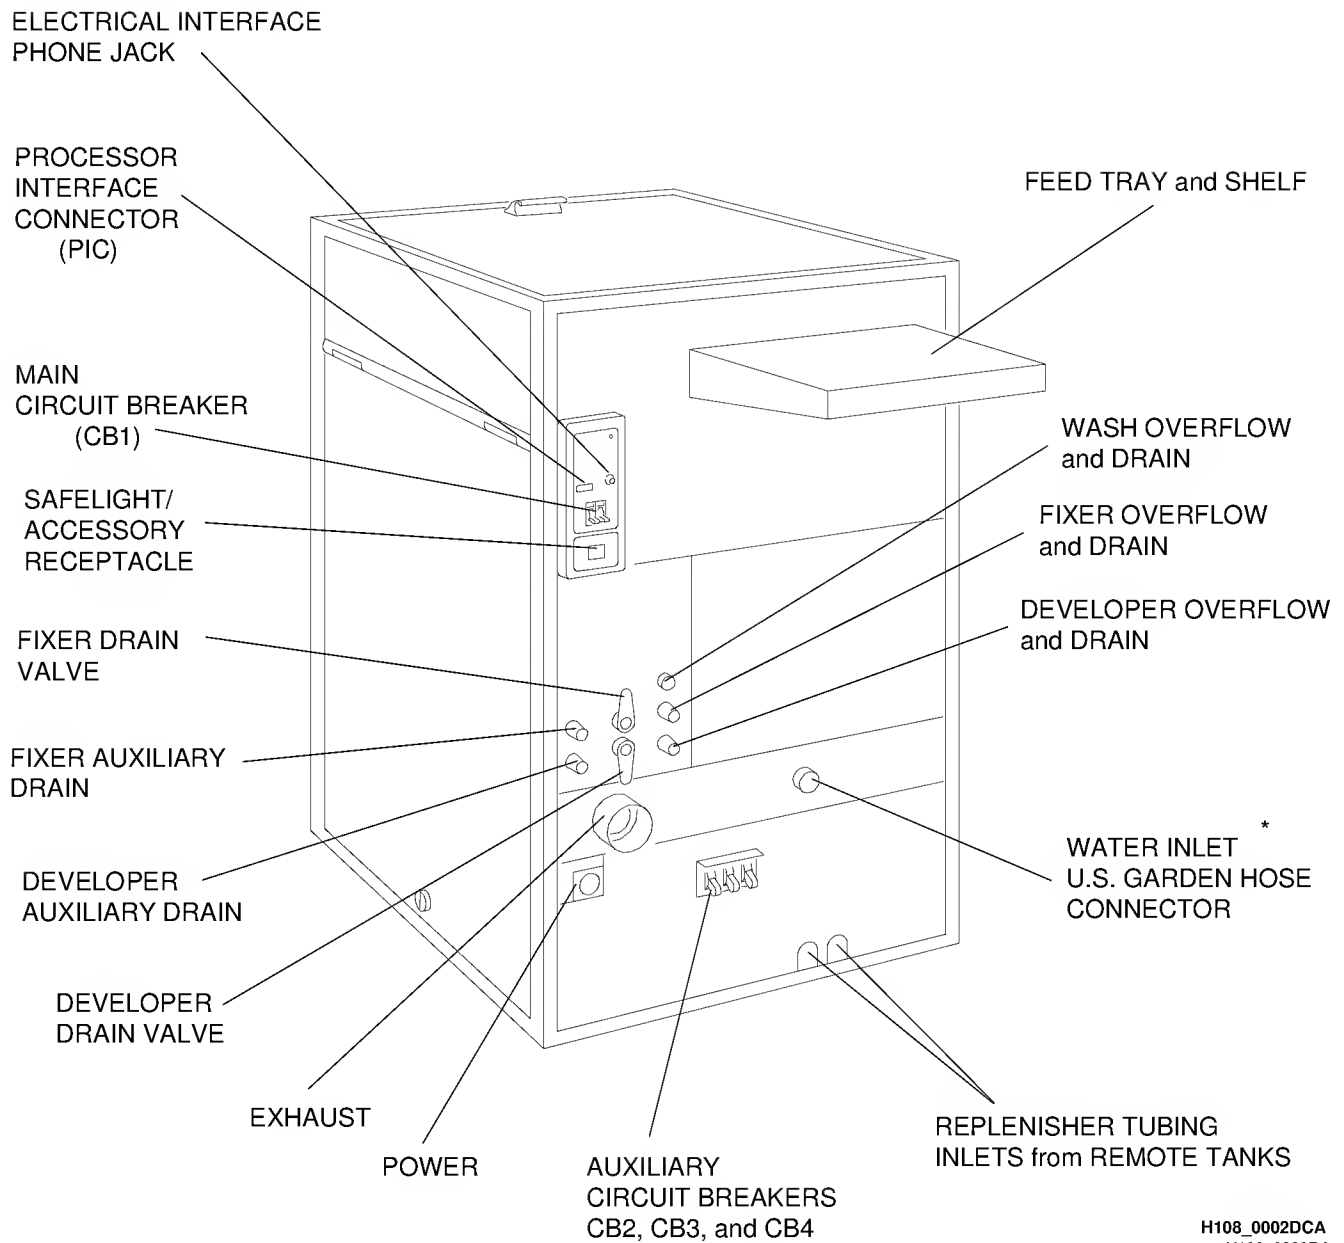 ELECTRICAL INTERFACE
PHONE JACK
PROCESSOR
INTERFACE
CONNECTOR
(PIC)
FEED TRAY and SHELF
MAIN
CIRCUIT BREAKER
(CB1)
WASH OVERFLOW
and DRAIN
SAFELIGHT/
ACCESSORY
RECEPTACLE
FIXER OVERFLOW
and DRAIN
DEVELOPER OVERFLOW
and DRAIN
FIXER DRAIN
VALVE
FIXER AUXILIARY
DRAIN
*
WATER INLET
U.S. GARDEN HOSE
CONNECTOR
DEVELOPER
AUXILIARY DRAIN
DEVELOPER
DRAIN VALVE
EXHAUST
POWER
AUXILIARY
CIRCUIT BREAKERS
CB2, CB3, and CB4
REPLENISHER TUBING
INLETS from REMOTE TANKS
H108_0002DCA